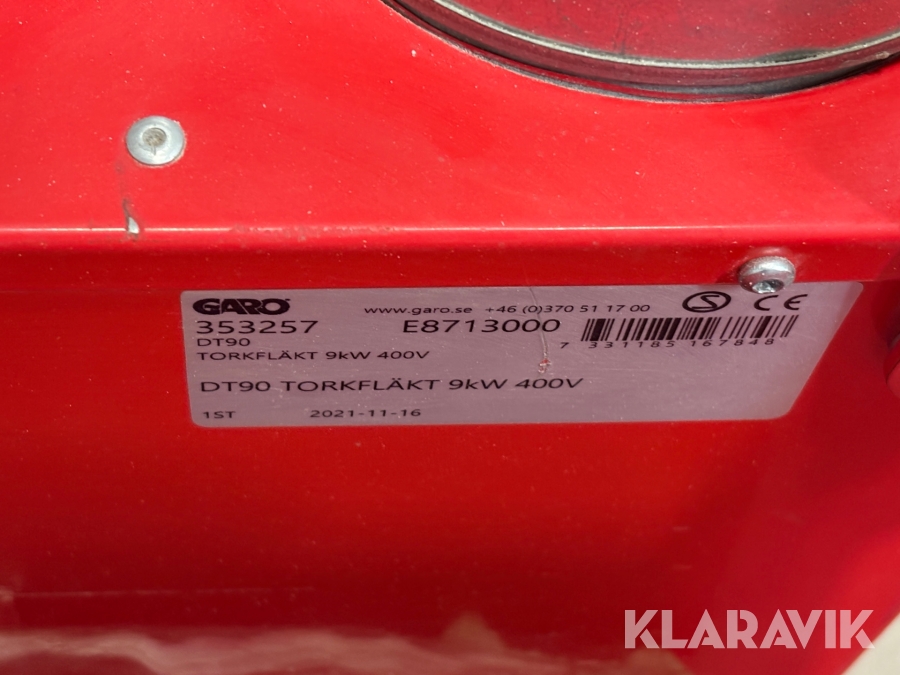 GARO
www.garo.se +46 (0)370 51 17 00
S CE
353257 E8713000
DT90
TORKFLÄKT 9kW 400V
7 331185 167848
DT90 TORKFLÄKT 9kW 400V
1ST 2021-11-16
KLARAVIK